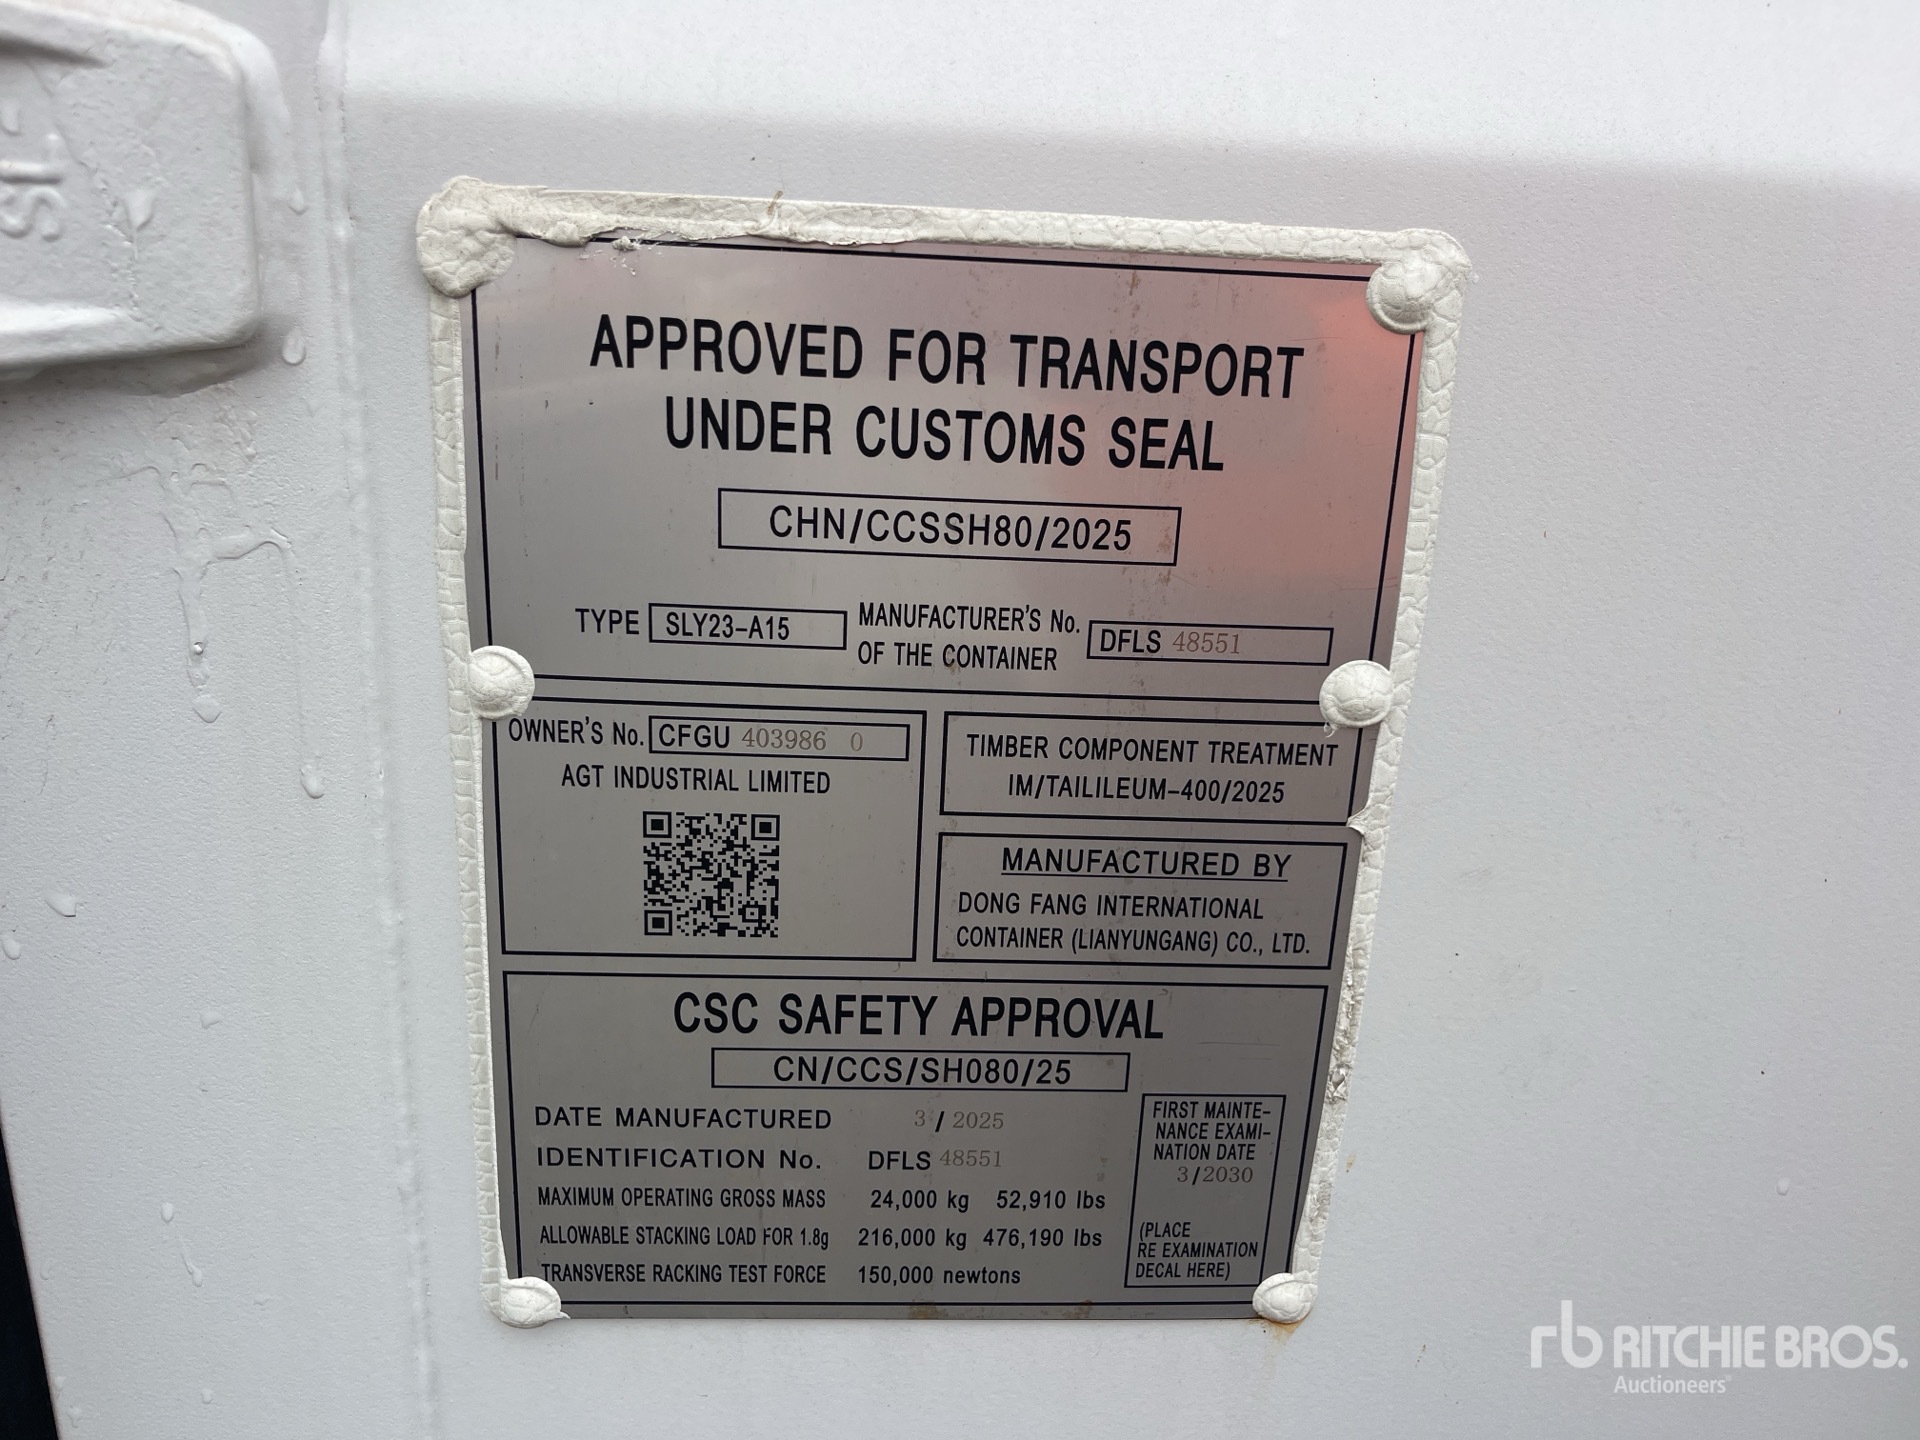 SL-
APPROVED FOR TRANSPORT
UNDER CUSTOMS SEAL
CHN/CCSSH80/2025
TYPE SLY23-A15 MANUFACTURER'S No. OF THE CONTAINER DFLS 48551
OWNER'S No. CFGU 403986 0
AGT INDUSTRIAL LIMITED
TIMBER COMPONENT TREATMENT
IM/TAILILEUM-400/2025
MANUFACTURED BY
DONG FANG INTERNATIONAL
CONTAINER (LIANYUNGANG) CO., LTD.
CSC SAFETY APPROVAL
CN/CCS/SH080/25
DATE MANUFACTURED 3/2025
IDENTIFICATION No. DFLS 48551
MAXIMUM OPERATING GROSS MASS 24,000 kg 52,910 lbs
ALLOWABLE STACKING LOAD FOR 1.8g 216,000 kg 476,190 lbs
TRANSVERSE RACKING TEST FORCE 150,000 newtons
FIRST MAINTE-
NANCE EXAMI-
NATION DATE
3/2030
(PLACE
RE EXAMINATION
DECAL HERE)
rb RITCHIE BROS.
Auctioneers